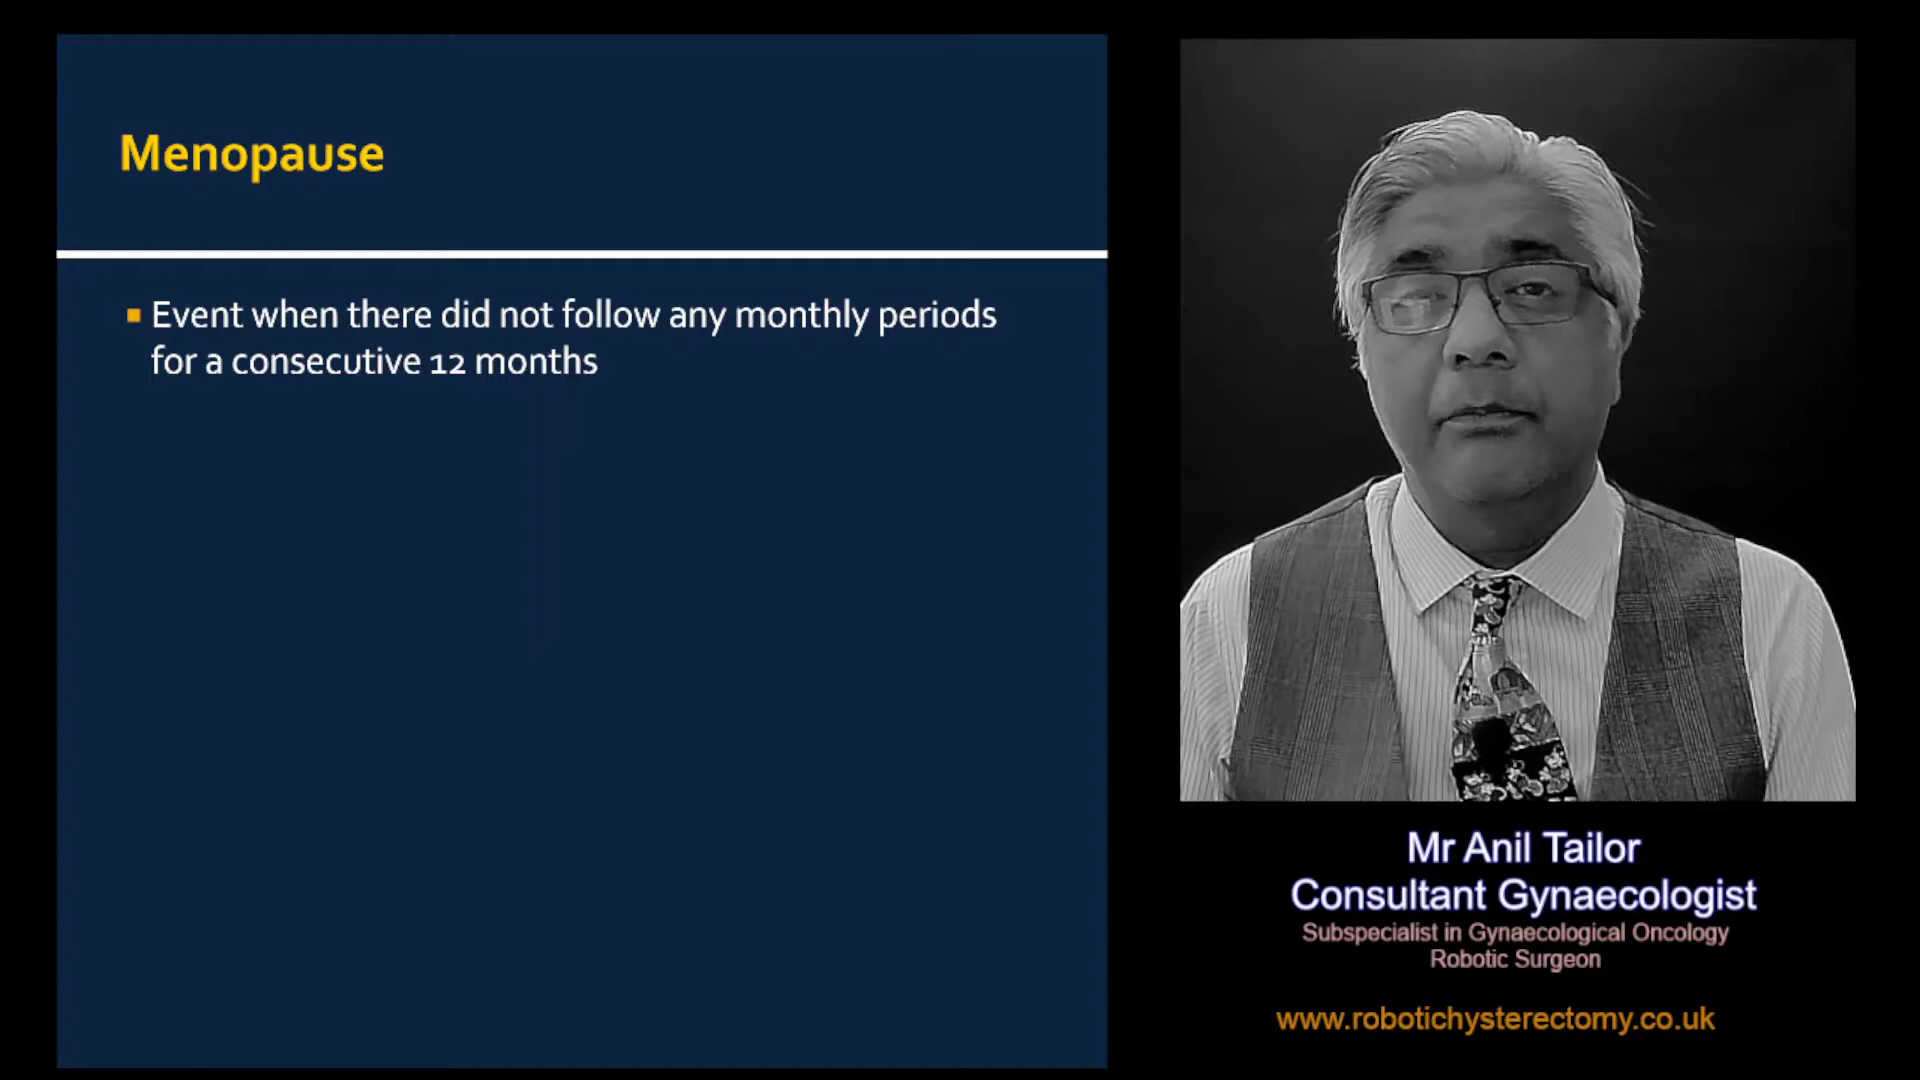 Menopause
Event when there did not follow any monthly periods
for a consecutive 12 months
Mr Anil Tailor
Consultant Gynaecologist
Subspecialist in Gynaecological Oncology
Robotic Surgeon
www.robotichysterectomy.co.uk